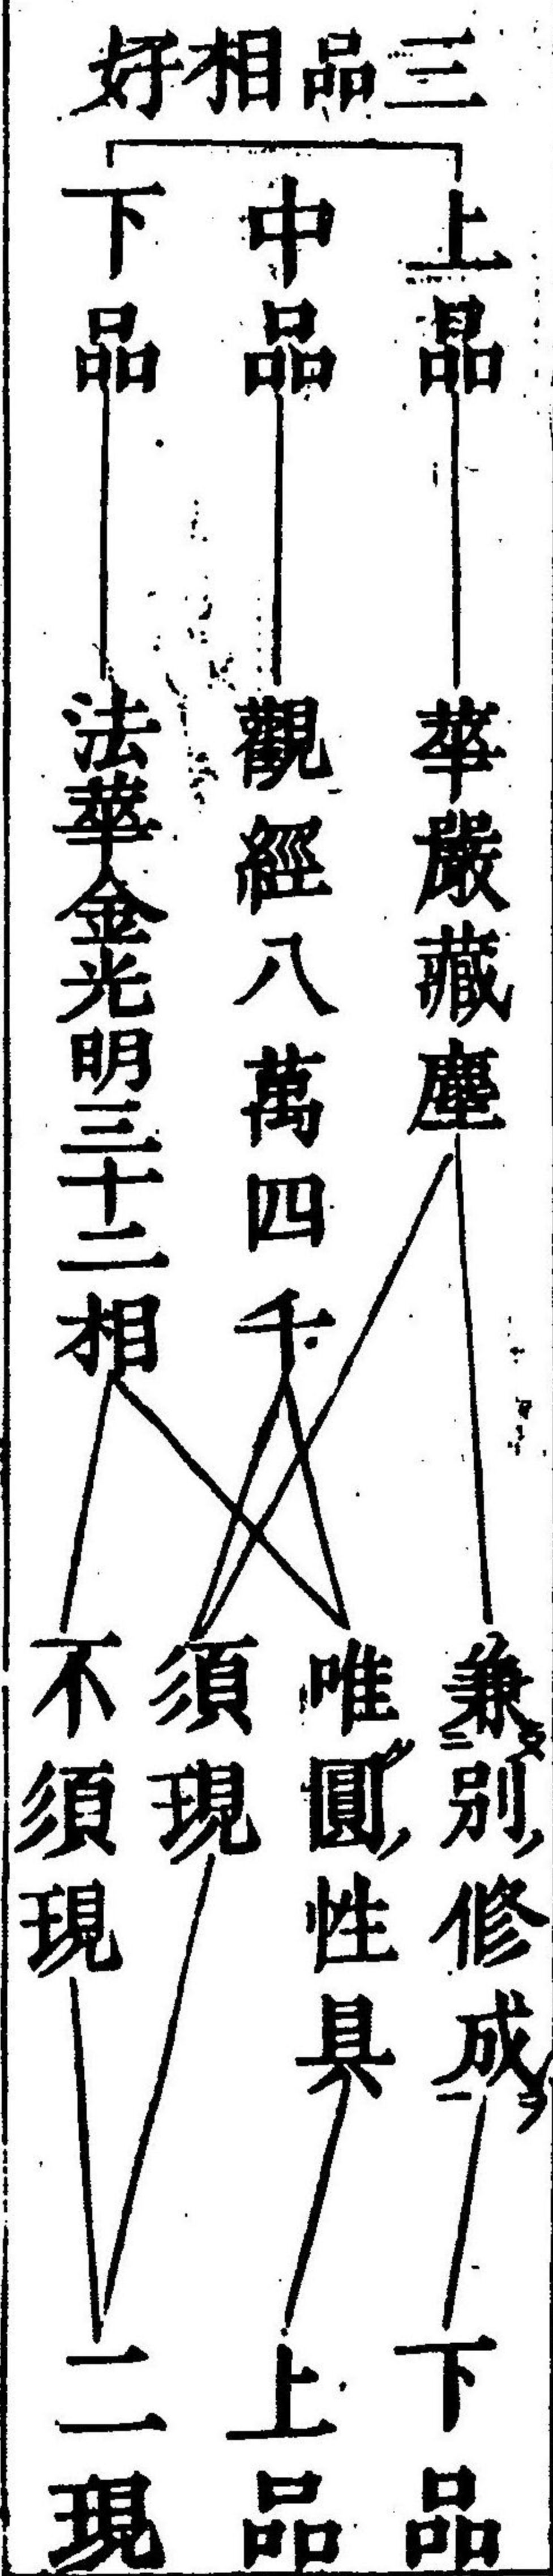 三品相好
上品
中品
下品
華嚴藏塵
觀經八萬四千
法華金光明三十二相
兼別修成
唯圓性具
須現
不須現
下品
上品
二現